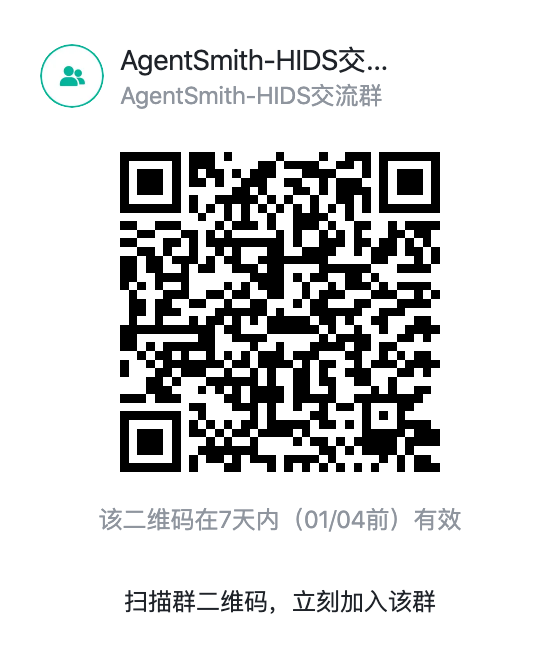 AgentSmith-HIDS交...
AgentSmith-HIDS交流群
该二维码在7天内（01/04前）有效
扫描群二维码，立刻加入该群